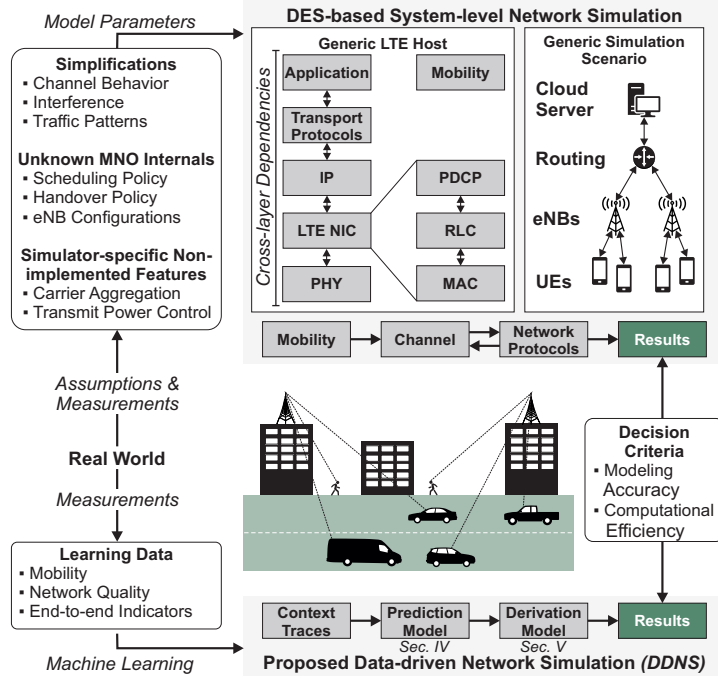 Model Parameters
Simplifications
▪ Channel Behavior
▪ Interference
▪ Traffic Patterns
Unknown MNO Internals
▪ Scheduling Policy
▪ Handover Policy
▪ eNB Configurations
Simulator-specific Non-
implemented Features
▪ Carrier Aggregation
▪ Transmit Power Control
Assumptions &
Measurements
Real World
Measurements
Learning Data
▪ Mobility
▪ Network Quality
▪ End-to-end Indicators
Machine Learning
DES-based System-level Network Simulation
Cross-layer Dependencies
Generic LTE Host
Application
Mobility
Transport
Protocols
IP
PDCP
LTE NIC
RLC
PHY
MAC
Generic Simulation
Scenario
Cloud
Server
Routing
eNBs
UEs
Mobility
Channel
Network
Protocols
Results
Decision
Criteria
▪ Modeling
Accuracy
▪ Computational
Efficiency
Context
Traces
Prediction
Model
Sec. IV
Derivation
Model
Sec. V
Results
Proposed Data-driven Network Simulation (DDNS)